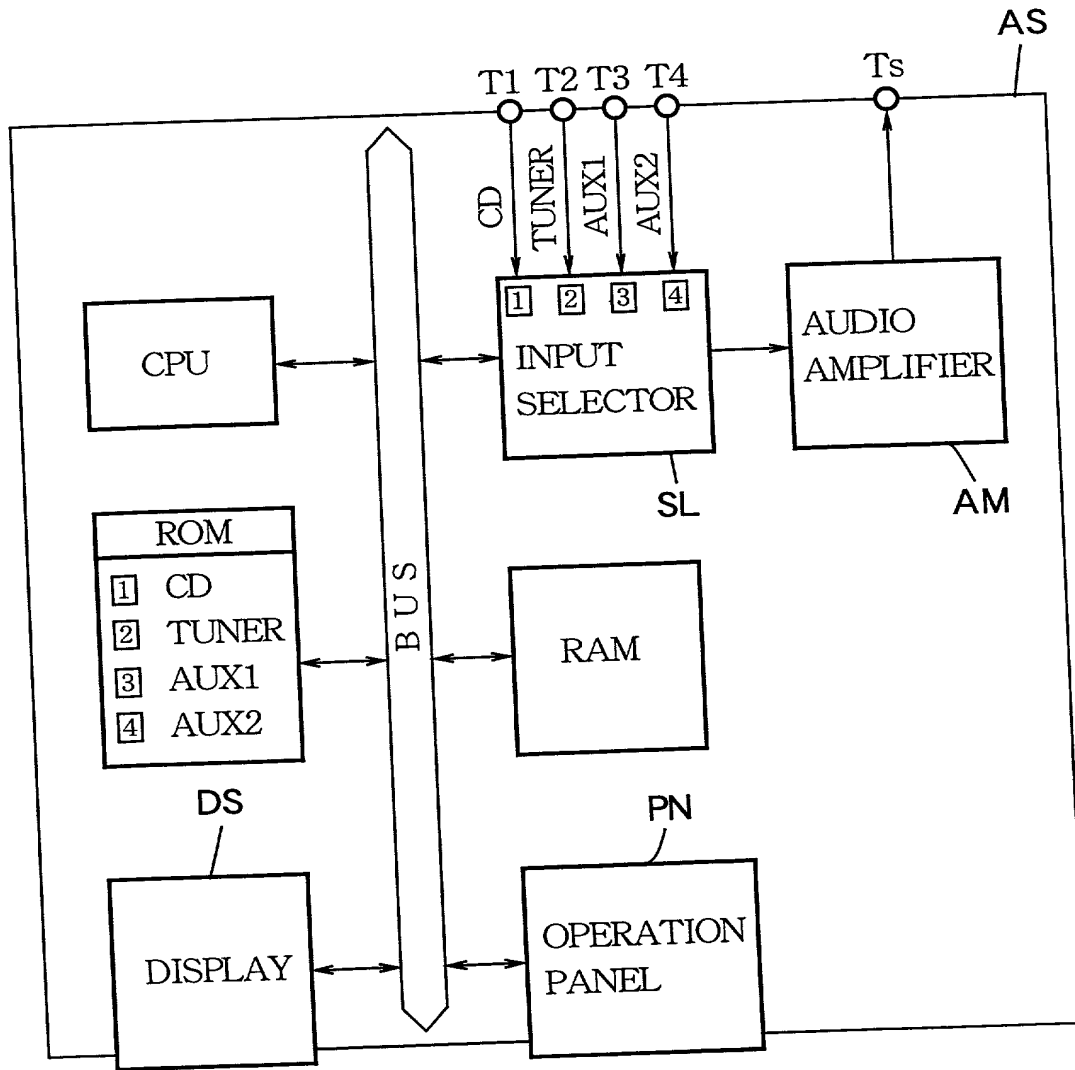 AS
T1 T2 T3 T4 Ts
CD
TUNER
AUX1
AUX2
1 2 3 4
INPUT
SELECTOR
AUDIO
AMPLIFIER
CPU
SL
AM
ROM
1 CD
2 TUNER
3 AUX1
4 AUX2
BUS
RAM
DS
PN
DISPLAY
OPERATION
PANEL